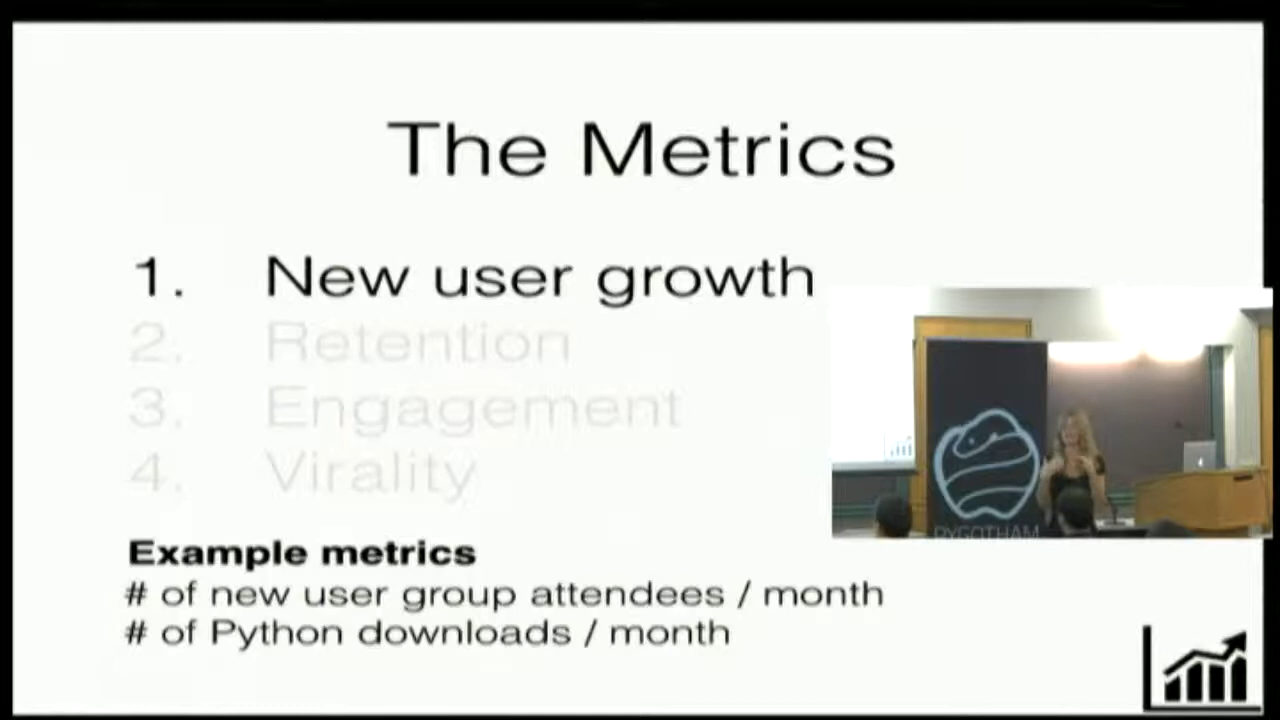 The Metrics
1. New user growth
2. Retention
3. Engagement
4. Virality
PYGOTHAM
Example metrics
# of new user group attendees / month
# of Python downloads / month